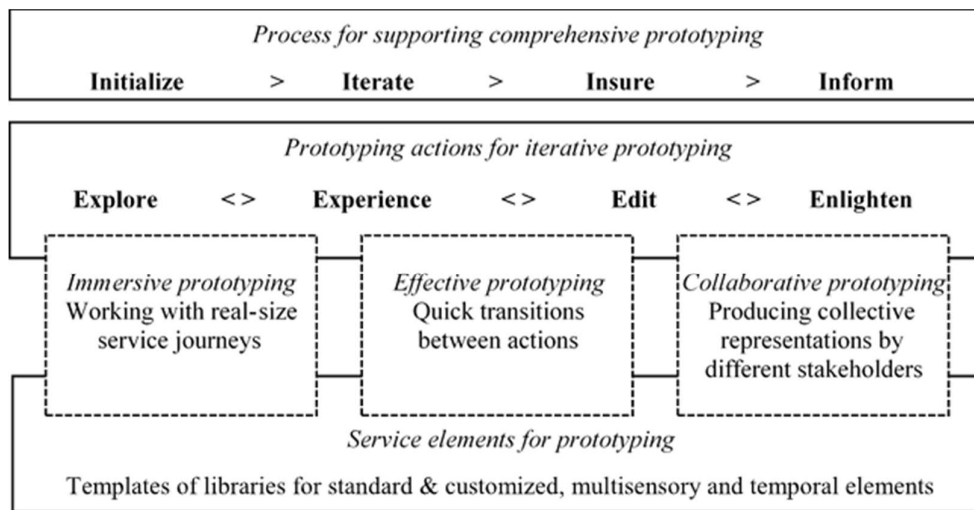 Process for supporting comprehensive prototyping
Initialize > Iterate > Insure > Inform
Prototyping actions for iterative prototyping
Explore <> Experience <> Edit <> Enlighten
Immersive prototyping
Working with real-size
service journeys
Effective prototyping
Quick transitions
between actions
Collaborative prototyping
Producing collective
representations by
different stakeholders
Service elements for prototyping
Templates of libraries for standard & customized, multisensory and temporal elements